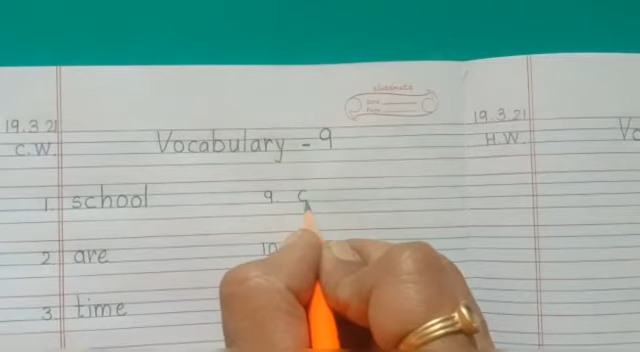 classmate
Date
Page
19.3.21
C.W.
Vocabulary - 9
1. school
9.
2 are
10
3. time
19.3.21
H.W.
Vo